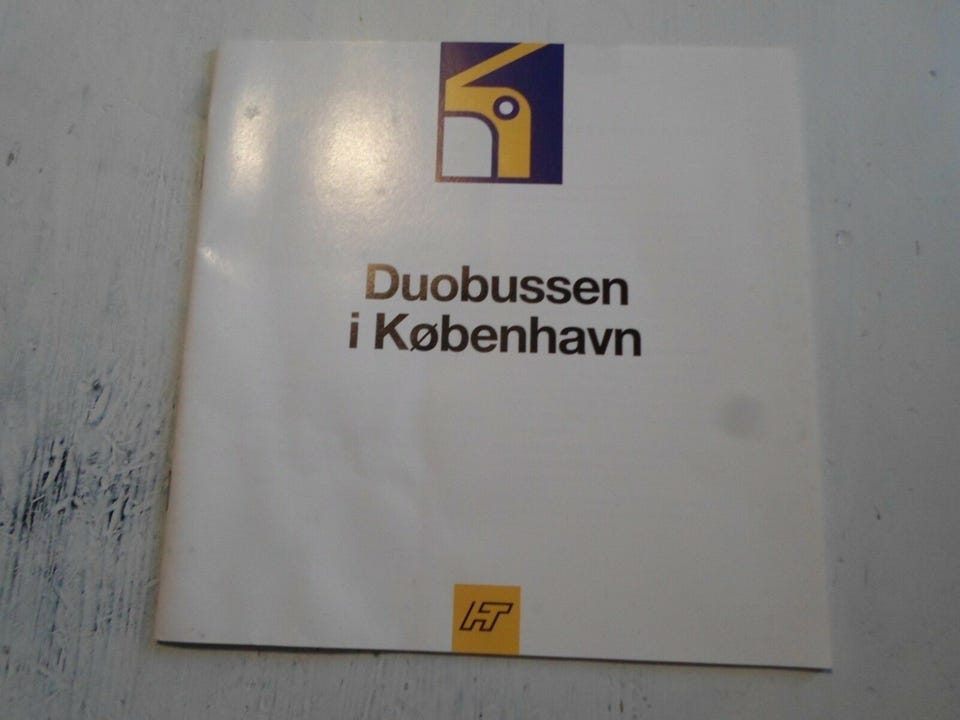 Duobussen
i København
HT